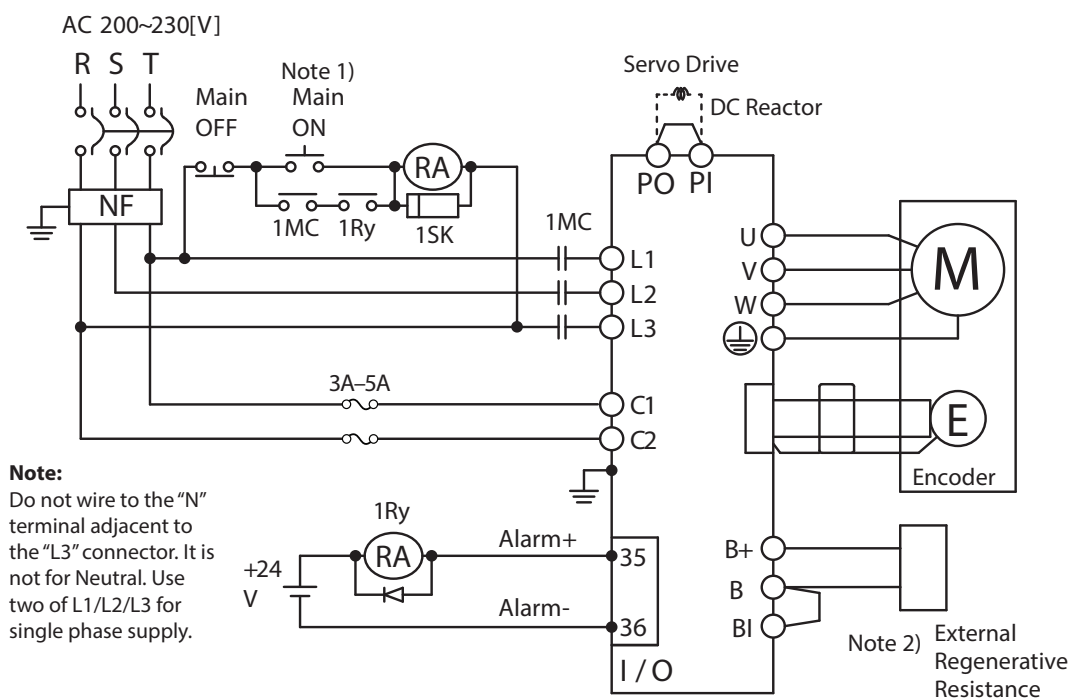 AC 200~230[V]
R S T
Main
OFF
Note 1)
Main
ON
Servo Drive
DC Reactor
RA
PO PI
NF
1MC 1Ry 1SK
1MC
L1
L2
L3
U
V
W
M
3A–5A
C1
C2
E
Encoder
Note:
Do not wire to the “N”
terminal adjacent to
the “L3” connector. It is
not for Neutral. Use
two of L1/L2/L3 for
single phase supply.
1Ry
RA
+24
V
Alarm+
35
Alarm-
36
I / O
B+
B
BI
Note 2)
External
Regenerative
Resistance